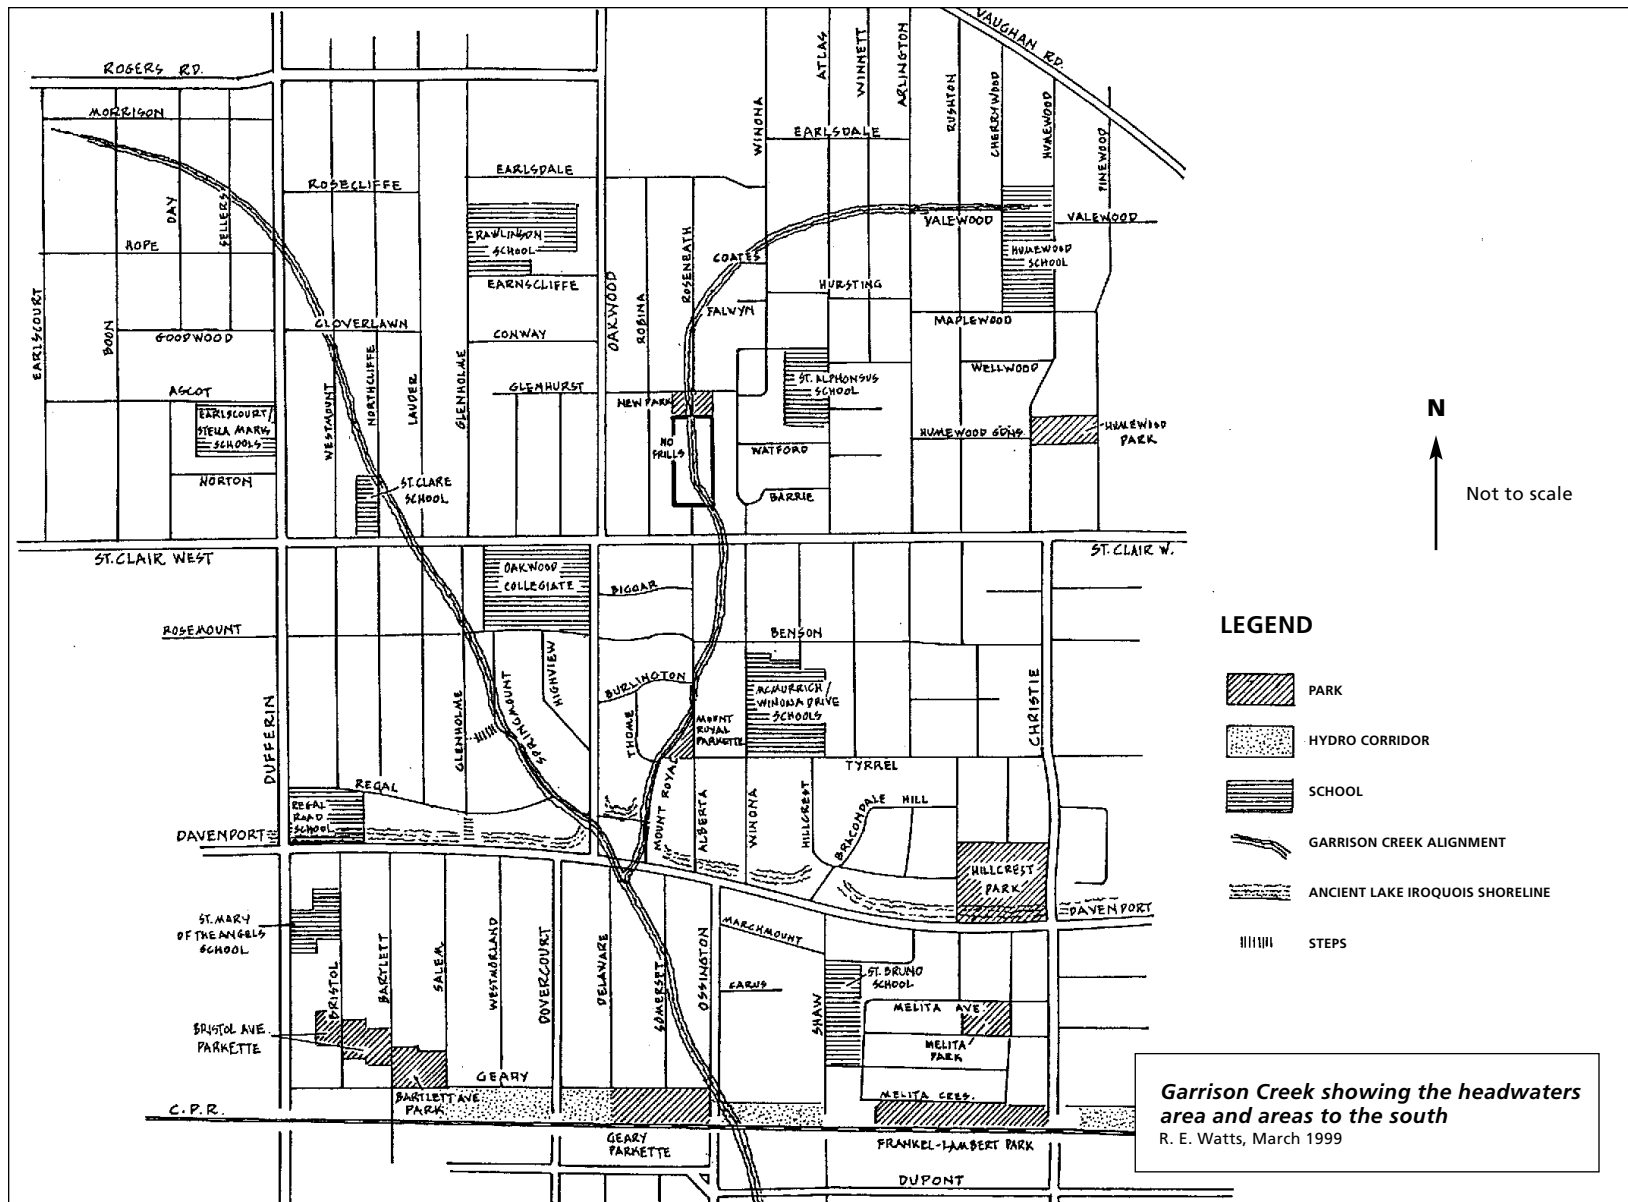 VAUGHAN RD.
ROGERS RD.
MORRISON
ATLAS
WINNETT
ARLINGTON
RUSHTON
CHERRYWOOD
HUMEWOOD
PINEWOOD
WINONA
EARLSDALE
EARLSDALE
ROSECLIFFE
DAY
SELLERS
HOPE
RAWLINSON
SCHOOL
EARNSCLIFFE
OAKWOOD
ROBINA
ROSENEATH
COATES
VALEWOOD
VALEWOOD
HUMEWOOD
SCHOOL
HURSTING
FALWYN
MAPLEWOOD
EARLSCOURT
BOON
GOODWOOD
CLOVERLAWN
CONWAY
WELLWOOD
WESTMOUNT
NORTHCLIFFE
LAUDER
GLENHOLME
ASCOT
GLENHURST
NEW PARK
ST. ALPHONSUS
SCHOOL
EARLSCOURT/
STELLA MARIS
SCHOOLS
NO
FRILLS
WATFORD
HUMEWOOD GDNS.
HUMEWOOD
PARK
NORTON
ST. CLARE
SCHOOL
BARRIE
N
Not to scale
ST. CLAIR WEST
ST. CLAIR W.
OAKWOOD
COLLEGIATE
BIGGAR
ROSEMOUNT
BENSON
HIGHVIEW
SPRINGMOUNT
GLENHOLME
BURLINGTON
THOME
MOUNT
ROYAL
PARKETTE
MCMURRICH/
WINONA DRIVE
SCHOOLS
DUFFERIN
CHRISTIE
TYRREL
REGAL
REGAL
ROAD
SCHOOL
MOUNT ROYAL
ALBERTA
WINONA
HILLCREST
BRACONDALE HILL
DAVENPORT
HILLCREST
PARK
DAVENPORT
ST. MARY
OF THE ANGELS
SCHOOL
BRISTOL
BARTLETT
SALEM
WESTMORLAND
DOVERCOURT
DELAWARE
SOMERSET
OSSINGTON
MARCHMOUNT
CARUS
SHAW
ST. BRUNO
SCHOOL
MELITA AVE.
MELITA
PARK
BRISTOL AVE.
PARKETTE
GEARY
BARTLETT AVE.
PARK
MELITA CRES.
C.P.R.
GEARY
PARKETTE
FRANKEL-LAMBERT PARK
DUPONT
LEGEND
PARK
HYDRO CORRIDOR
SCHOOL
GARRISON CREEK ALIGNMENT
ANCIENT LAKE IROQUOIS SHORELINE
STEPS
Garrison Creek showing the headwaters
area and areas to the south
R. E. Watts, March 1999